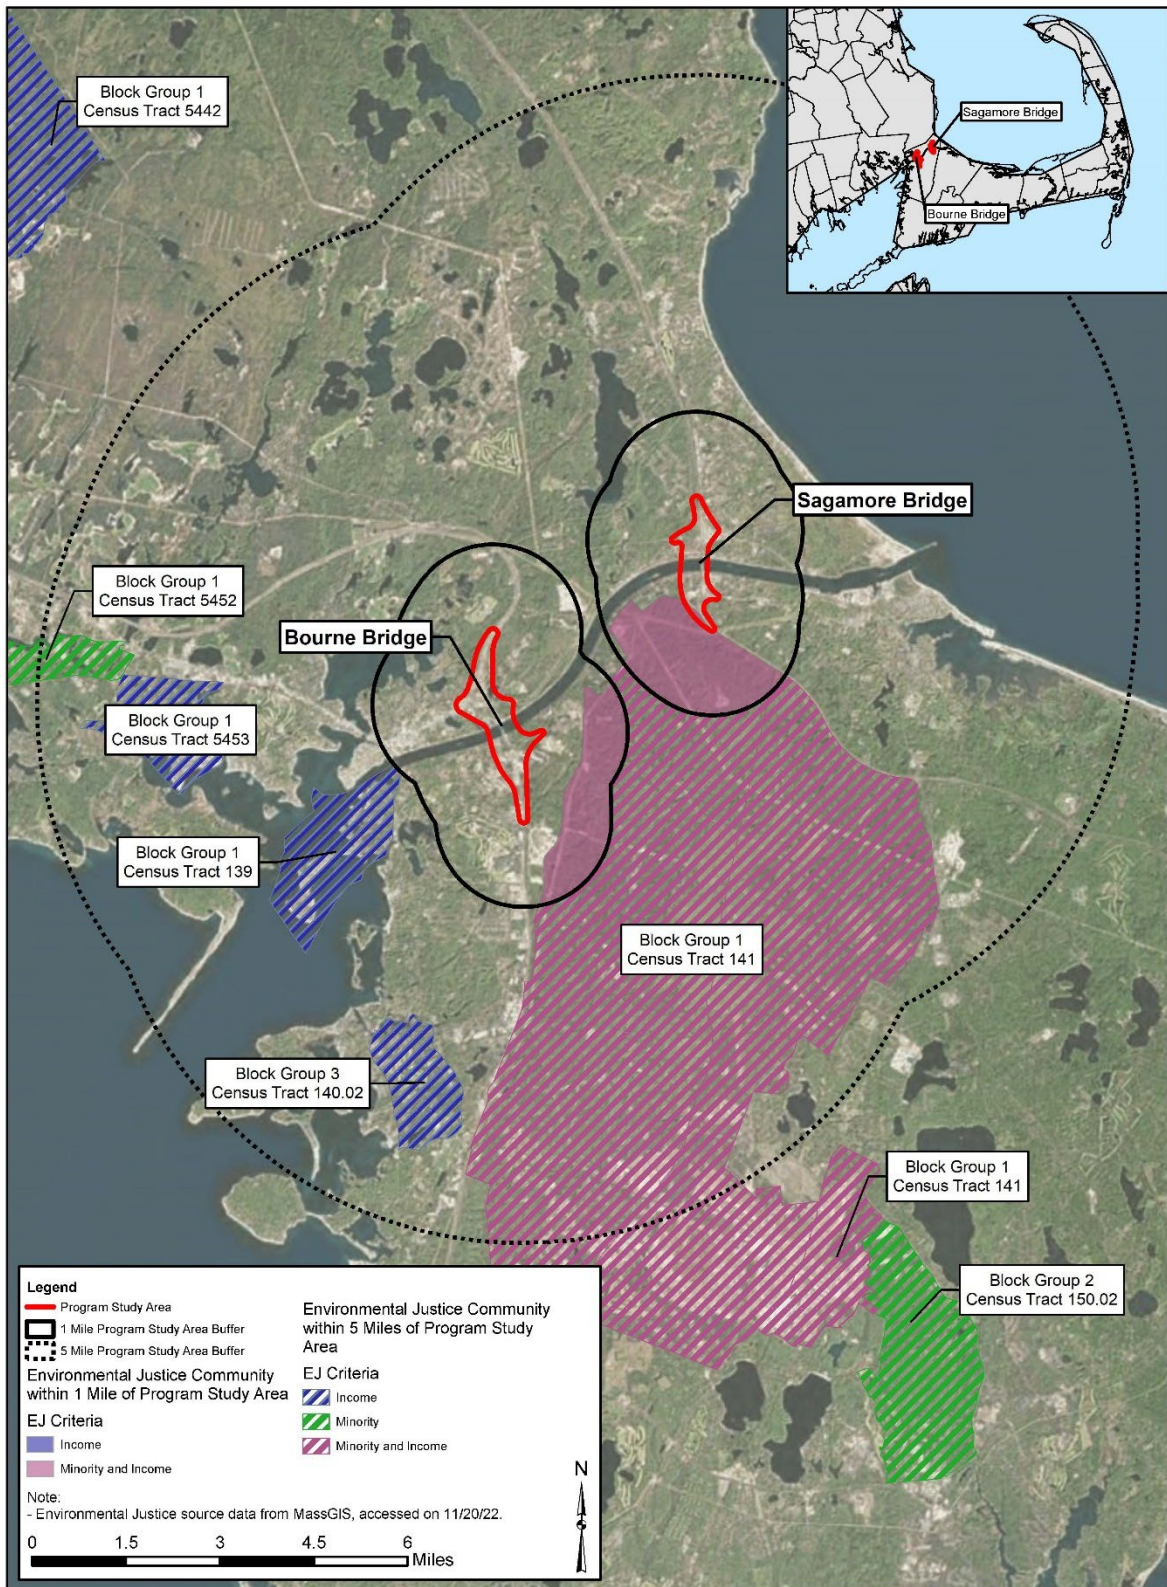 Block Group 1
Census Tract 5442
Sagamore Bridge
Bourne Bridge
Sagamore Bridge
Block Group 1
Census Tract 5452
Bourne Bridge
Block Group 1
Census Tract 5453
Block Group 1
Census Tract 139
Block Group 1
Census Tract 141
Block Group 3
Census Tract 140.02
Block Group 1
Census Tract 141
Block Group 2
Census Tract 150.02
Legend
Program Study Area
1 Mile Program Study Area Buffer
5 Mile Program Study Area Buffer
Environmental Justice Community
within 1 Mile of Program Study Area
EJ Criteria
Income
Minority and Income
Environmental Justice Community
within 5 Miles of Program Study
Area
EJ Criteria
Income
Minority
Minority and Income
N
Note:
- Environmental Justice source data from MassGIS, accessed on 11/20/22.
0 1.5 3 4.5 6
Miles